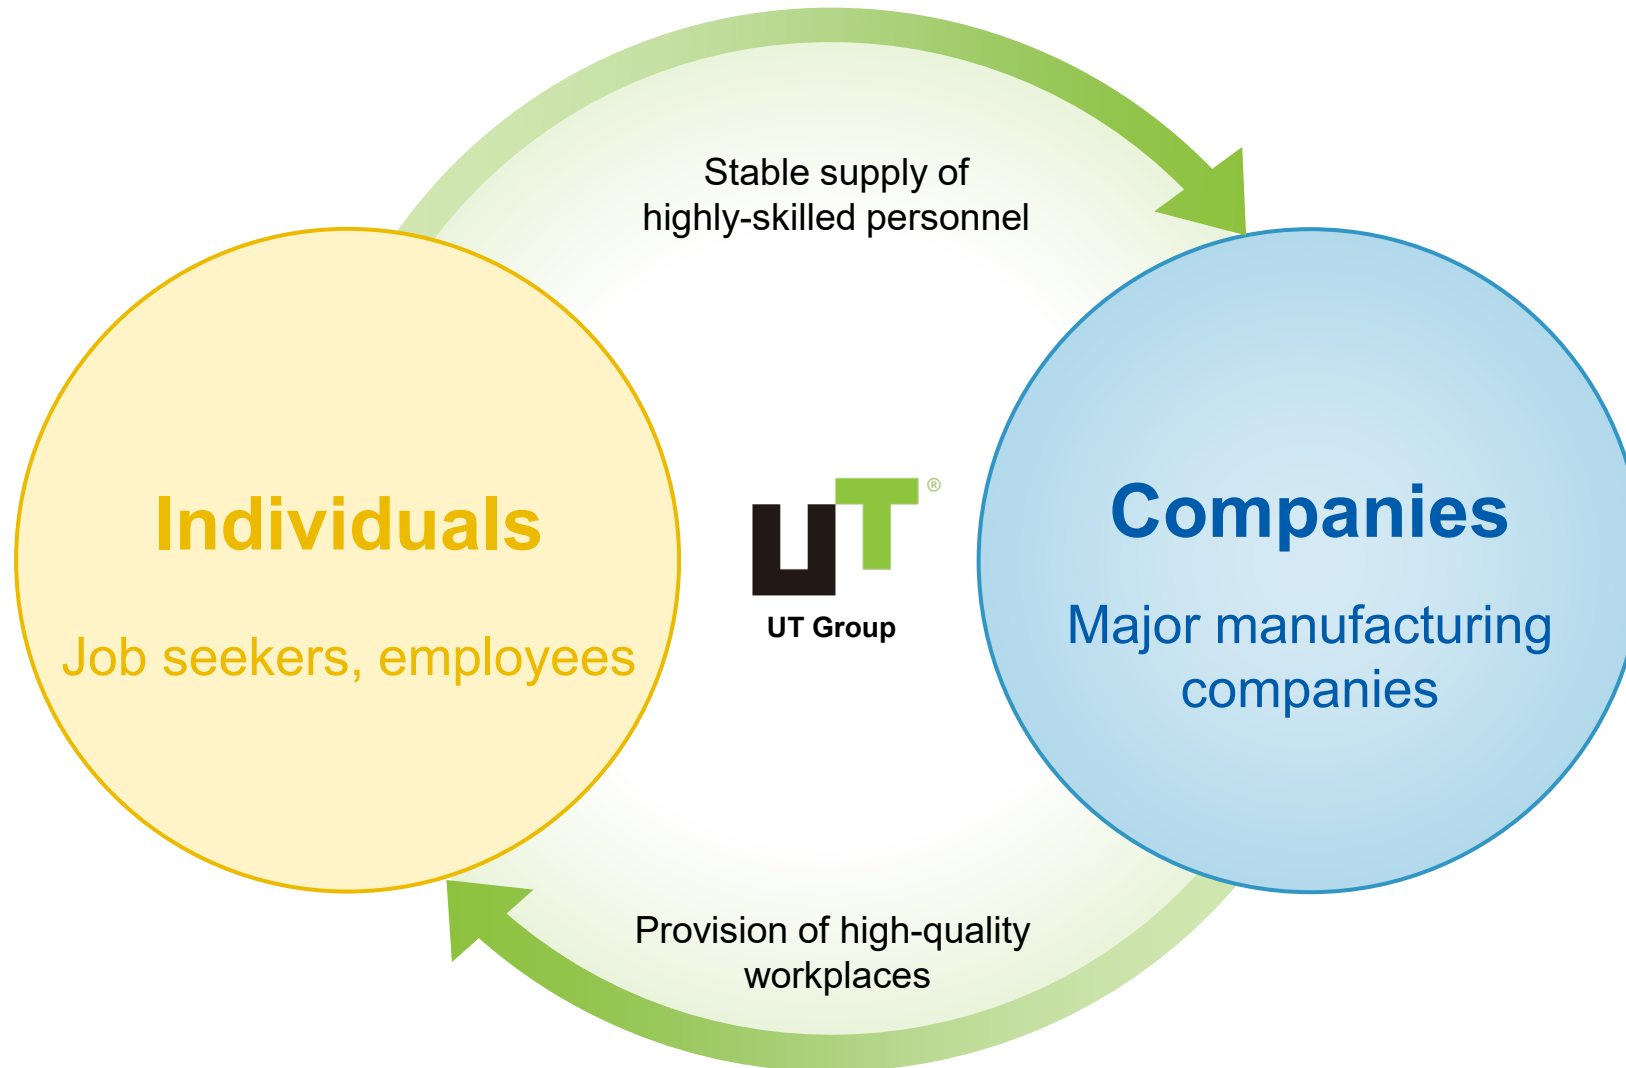 Stable supply of
highly-skilled personnel
Individuals
Job seekers, employees
UT®
UT Group
Companies
Major manufacturing
companies
Provision of high-quality
workplaces